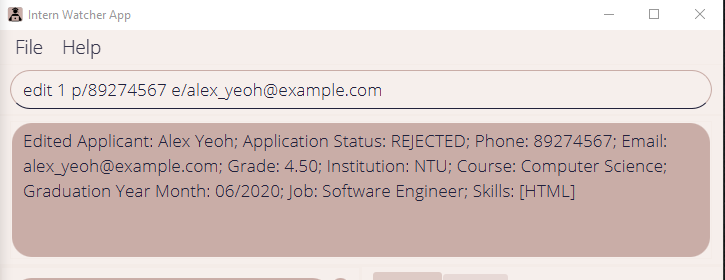 Intern Watcher App
File Help
edit 1 p/89274567 e/alex_yeoh@example.com
Edited Applicant: Alex Yeoh; Application Status: REJECTED; Phone: 89274567; Email:
alex_yeoh@example.com; Grade: 4.50; Institution: NTU; Course: Computer Science;
Graduation Year Month: 06/2020; Job: Software Engineer; Skills: [HTML]